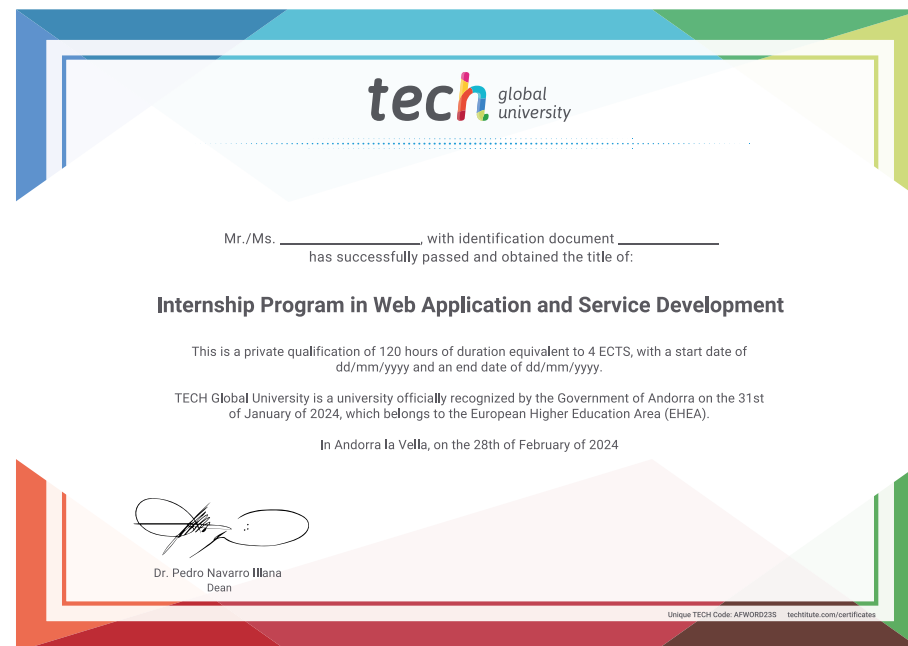 tech global
university
Mr./Ms. ____________________, with identification document ______________
has successfully passed and obtained the title of:
Internship Program in Web Application and Service Development
This is a private qualification of 120 hours of duration equivalent to 4 ECTS, with a start date of
dd/mm/yyyy and an end date of dd/mm/yyyy.
TECH Global University is a university officially recognized by the Government of Andorra on the 31st
of January of 2024, which belongs to the European Higher Education Area (EHEA).
In Andorra la Vella, on the 28th of February of 2024
Dr. Pedro Navarro Illana
Dean
Unique TECH Code: AFWORD23S techtitute.com/certificates